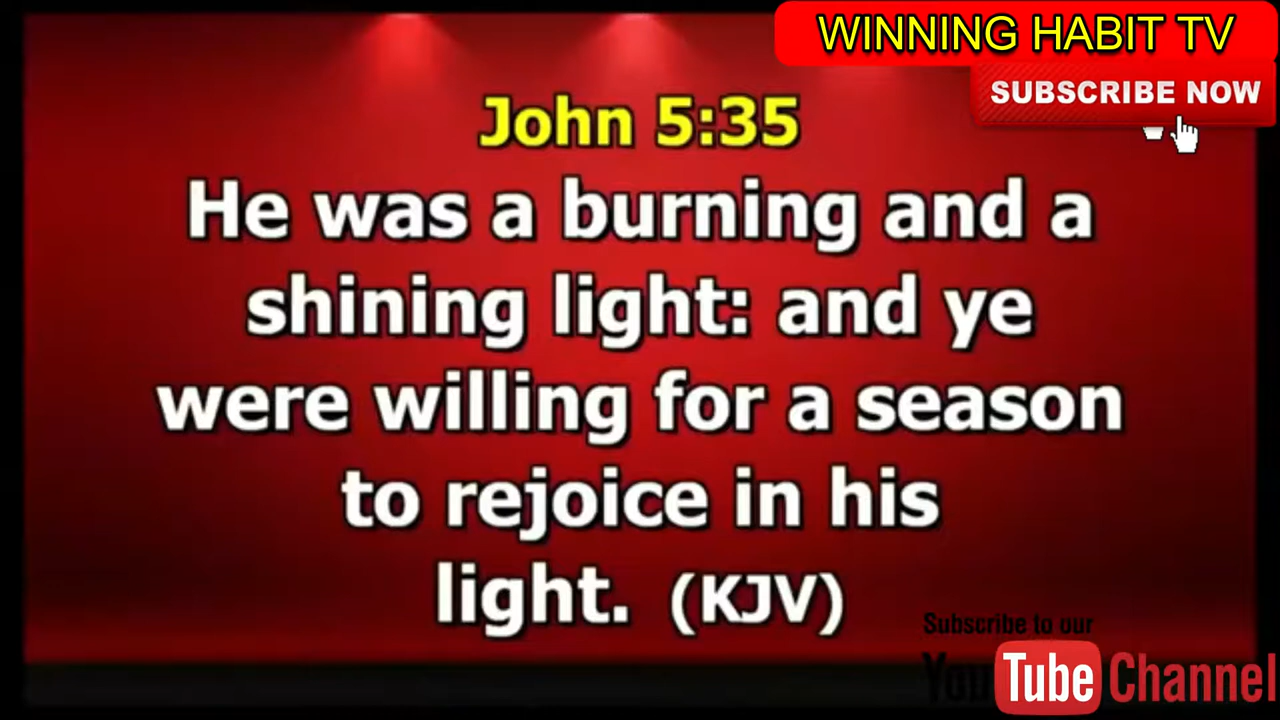 WINNING HABIT TV
SUBSCRIBE NOW
John 5:35
He was a burning and a
shining light: and ye
were willing for a season
to rejoice in his
light. (KJV)
Subscribe to our
YouTube Channel